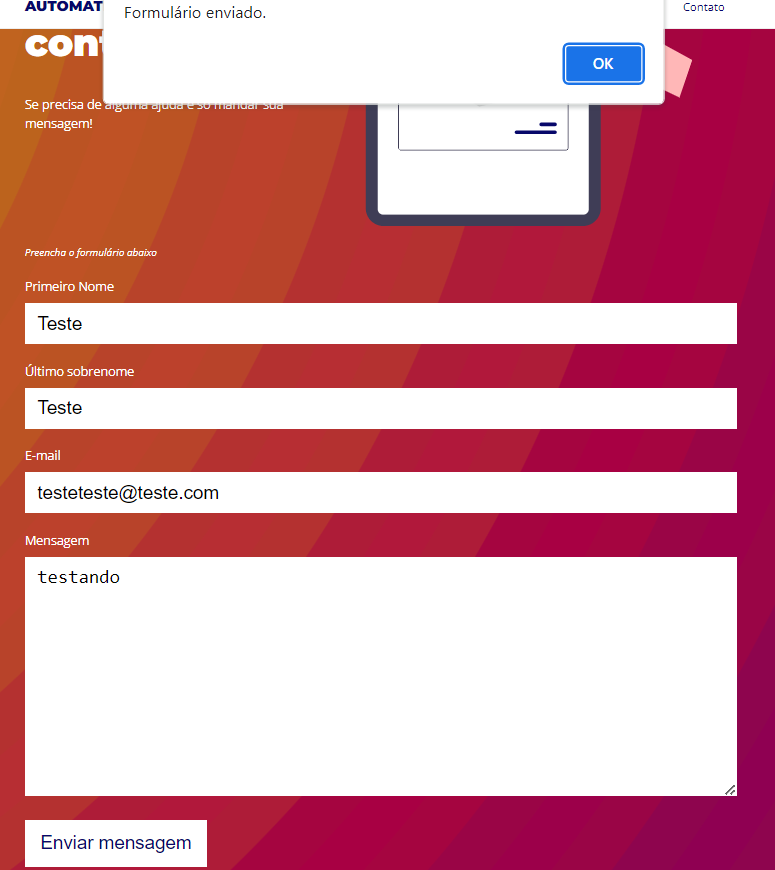 Formulário enviado.
OK
AUTOMAT
Contato
cont
Se precisa de alguma ajuda é só mandar sua
mensagem!
Preencha o formulário abaixo
Primeiro Nome
Teste
Último sobrenome
Teste
E-mail
testeteste@teste.com
Mensagem
testando
Enviar mensagem